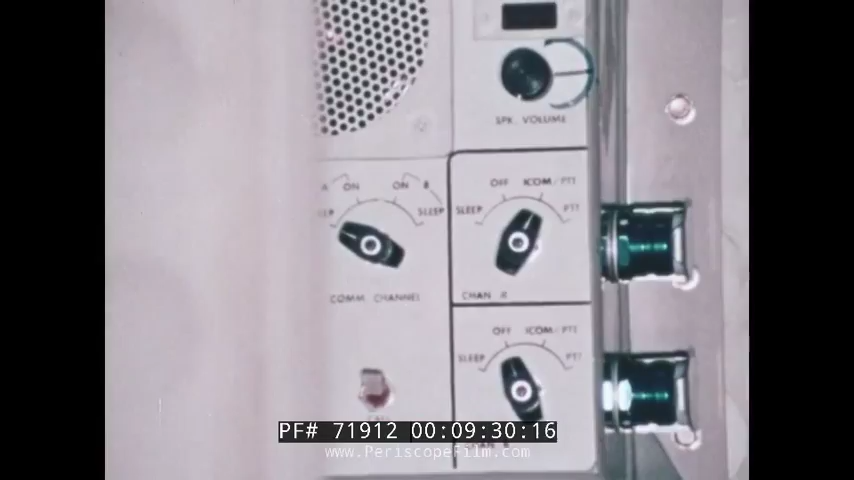 SPK. VOLUME
A ON ON B
SLEEP
OFF ICOM/PTT
SLEEP PTT
COMM CHANNEL
CHAN
OFF ICOM/PTT
SLEEP PTT
PF# 71912 00:09:30:16
www.PeriscopeFilm.com